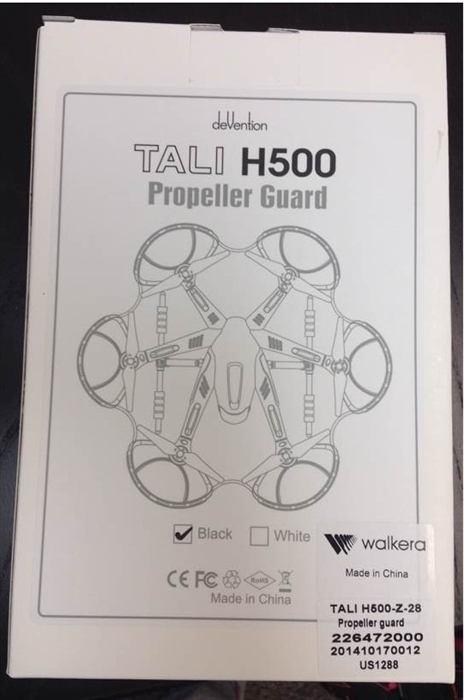 deVention
TALI H500
Propeller Guard
Black White
CE FC RoHS
Made in China
walkera
Made in China
TALI H500-Z-28
Propeller guard
226472000
201410170012
US1288